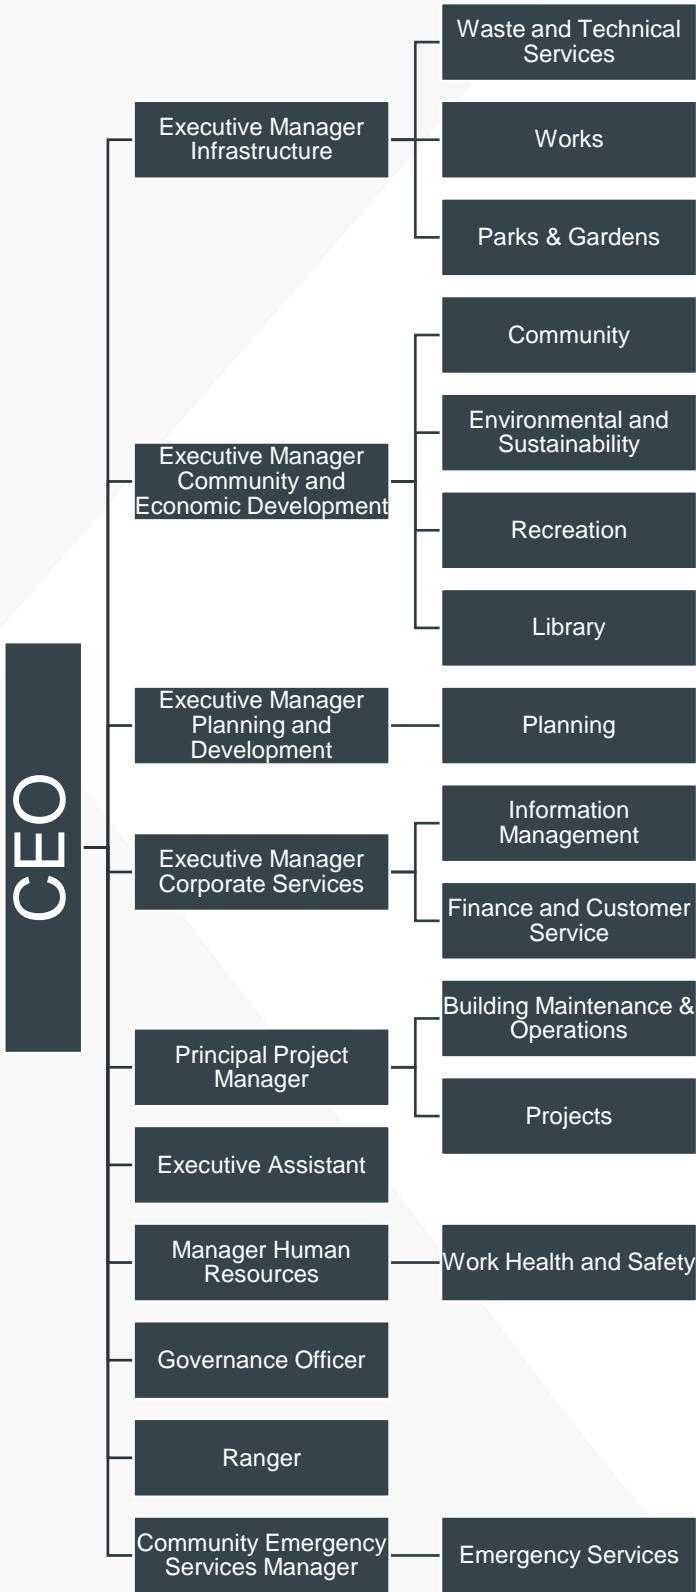 Waste and Technical
Services
Executive Manager
Infrastructure
Works
Parks & Gardens
Community
Executive Manager
Community and
Economic Development
Environmental and
Sustainability
Recreation
Library
CEO
Executive Manager
Planning and
Development
Planning
Information
Management
Executive Manager
Corporate Services
Finance and Customer
Service
Building Maintenance &
Operations
Principal Project
Manager
Projects
Executive Assistant
Manager Human
Resources
Work Health and Safety
Governance Officer
Ranger
Community Emergency
Services Manager
Emergency Services